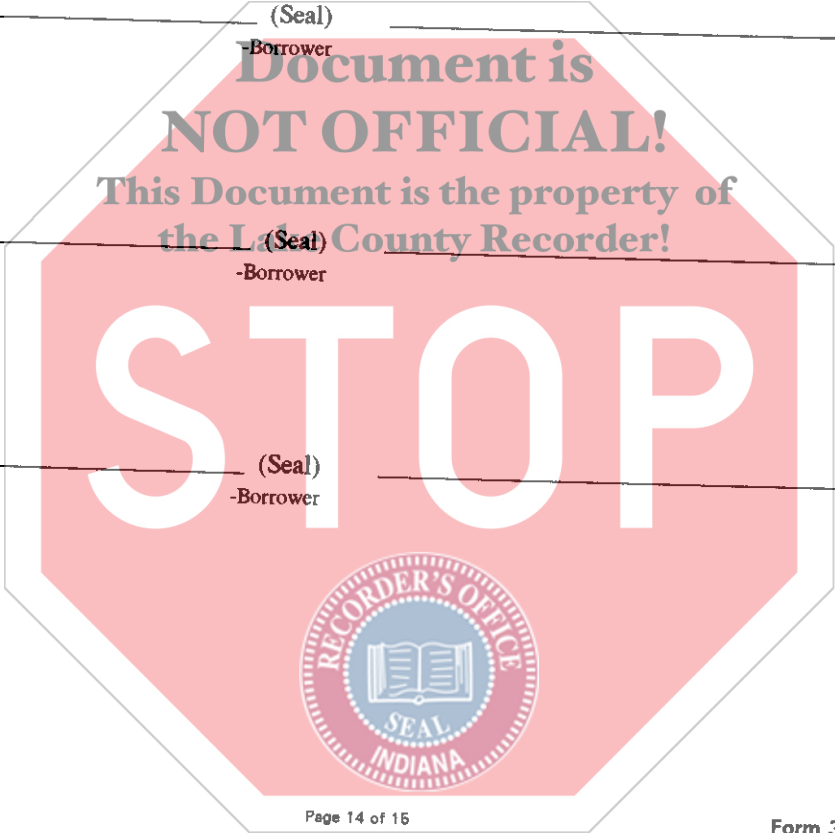 (Seal)
-Borrower
Document is
NOT OFFICIAL!
This Document is the property of
the Lake County Recorder!
(Seal)
-Borrower
STOP
(Seal)
-Borrower
RECORDER'S OFFICE
SEAL
INDIANA
Page 14 of 15
Form